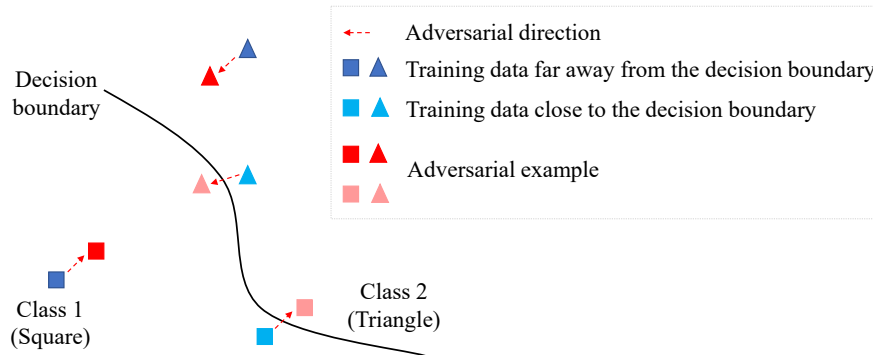 Decision
boundary
Adversarial direction
Training data far away from the decision boundary
Training data close to the decision boundary
Adversarial example
Class 1
(Square)
Class 2
(Triangle)